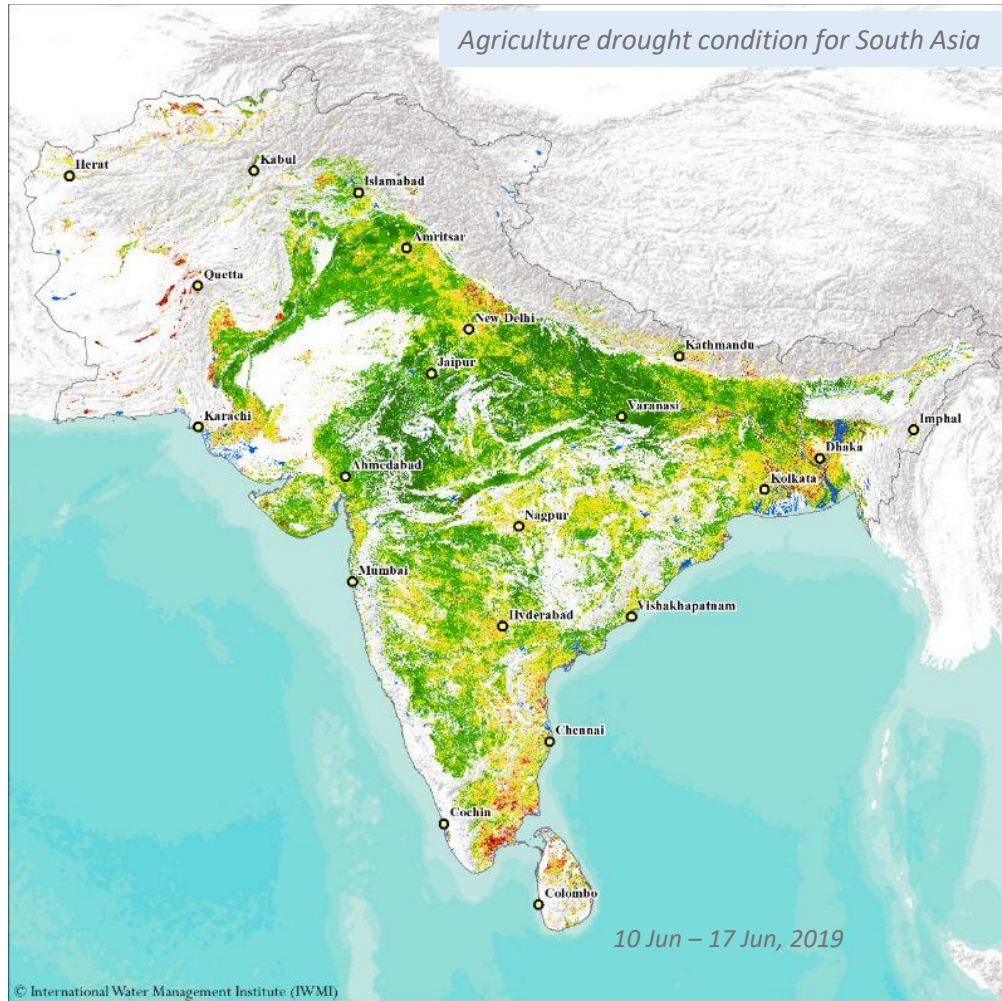 Agriculture drought condition for South Asia
Kabul
Herat
Islamabad
Amritsar
Quetta
New Delhi
Kathmandu
Jaipur
Varanasi
Karachi
Imphal
Dhaka
Ahmedabad
Kolkata
Nagpur
Mumbai
Vishakhapatnam
Hyderabad
Chennai
Cochin
Colombo
10 Jun – 17 Jun, 2019
© International Water Management Institute (IWMI)